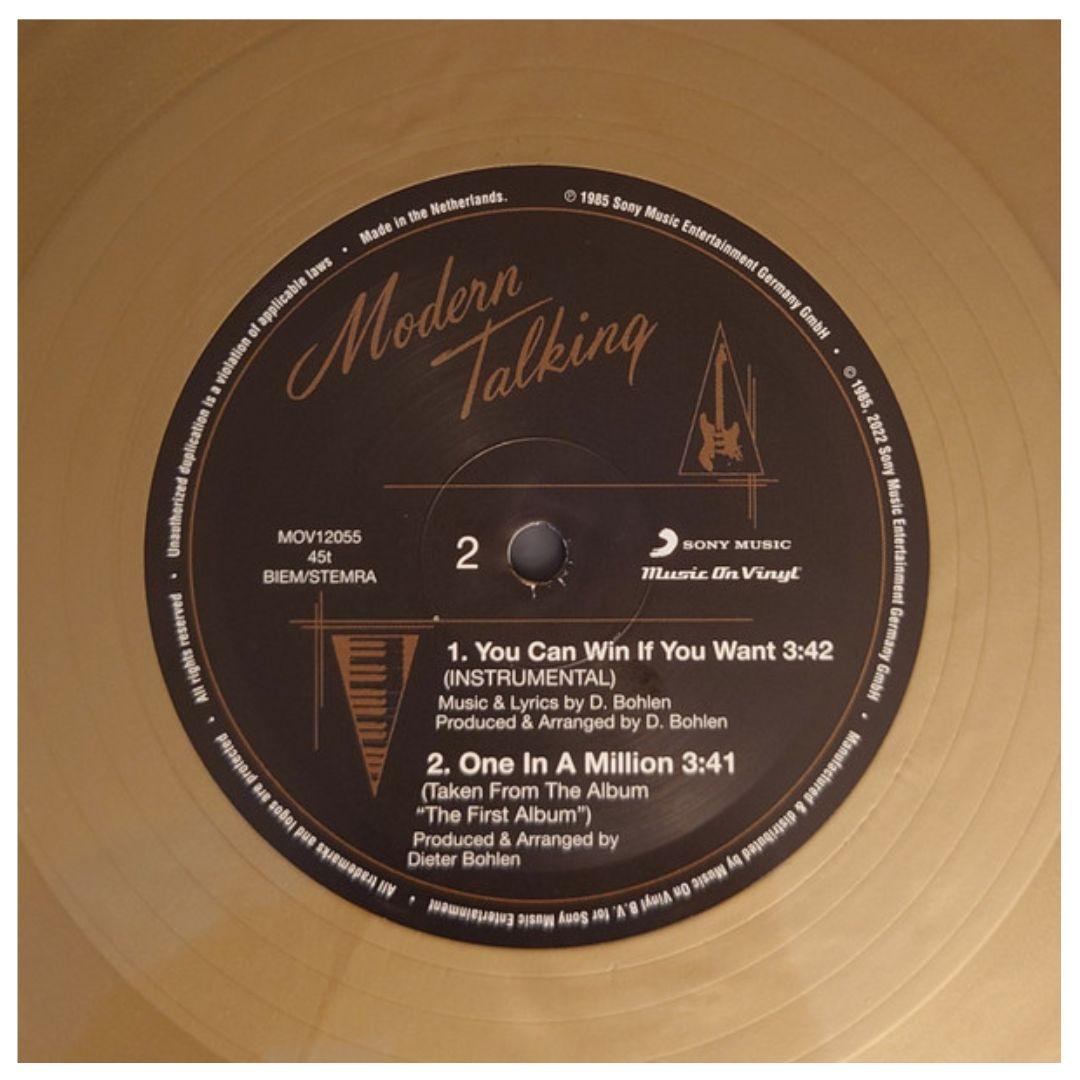 Made in the Netherlands.
℗ 1985 Sony Music Entertainment Germany GmbH •
© 1985, 2022 Sony Music Entertainment Germany GmbH •
Manufactured & distributed by Music On Vinyl B.V. for Sony Music Entertainment •
All trademarks and logos are protected •
All rights reserved •
Unauthorized duplication is a violation of applicable laws •
Modern
Talking
MOV12055
45t
BIEM/STEMRA
2
SONY MUSIC
Music On Vinyl
1. You Can Win If You Want 3:42
(INSTRUMENTAL)
Music & Lyrics by D. Bohlen
Produced & Arranged by D. Bohlen
2. One In A Million 3:41
(Taken From The Album
“The First Album”)
Produced & Arranged by
Dieter Bohlen